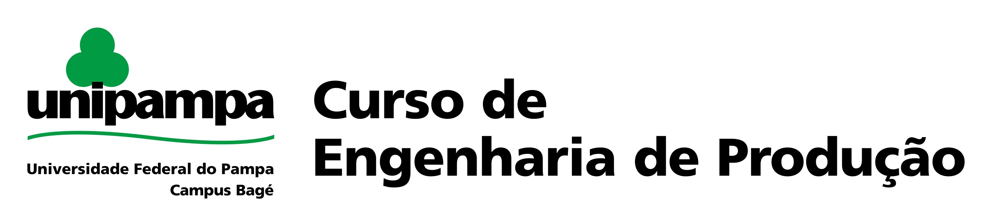 unipampa
Universidade Federal do Pampa
Campus Bagé
Curso de
Engenharia de Produção